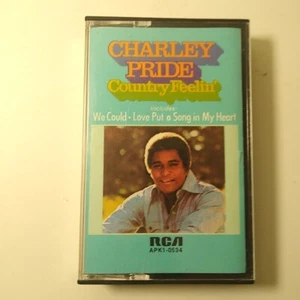 CHARLEY
PRIDE
Country Feelin'
Includes:
We Could • Love Put a Song in My Heart
RCA
APK1-0534